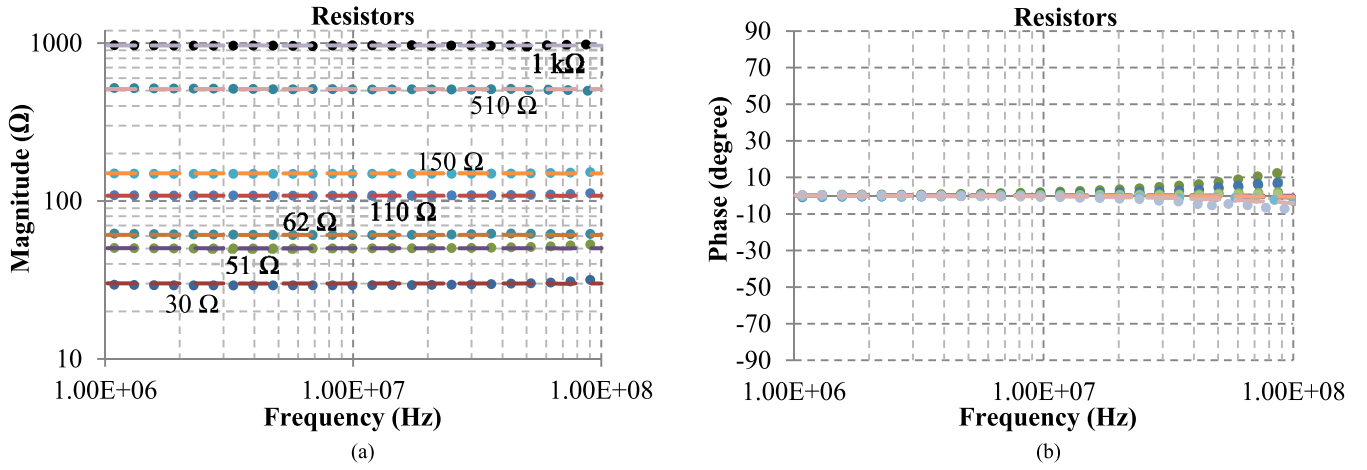 Resistors
1000
1 kΩ
510 Ω
150 Ω
100
110 Ω
62 Ω
51 Ω
30 Ω
10
Magnitude (Ω)
1.00E+06
1.00E+07
1.00E+08
Frequency (Hz)
(a)
Resistors
90
70
50
30
10
-10
-30
-50
-70
-90
Phase (degree)
1.00E+06
1.00E+07
1.00E+08
Frequency (Hz)
(b)